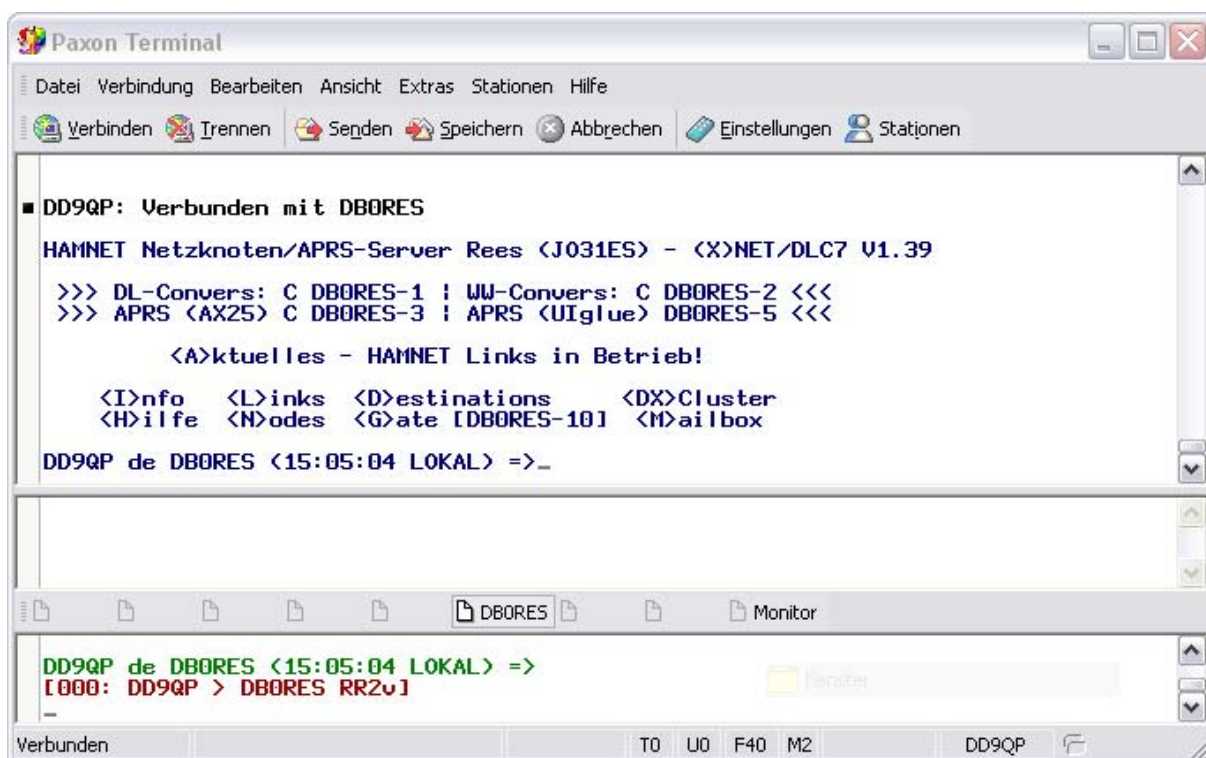 Paxon Terminal
Datei Verbindung Bearbeiten Ansicht Extras Stationen Hilfe
Verbinden Trennen Senden Speichern Abbrechen Einstellungen Stationen
DD9QP: Verbunden mit DB0RES
HAMNET Netzknoten/APRS-Server Rees (JO31ES) - (X)NET/DLC7 V1.39
>>> DL-Convers: C DB0RES-1 | WW-Convers: C DB0RES-2 <<<
>>> APRS (AX25) C DB0RES-3 | APRS (UIglue) DB0RES-5 <<<
<A>ktuelles - HAMNET Links in Betrieb!
<I>nfo <L>inks <D>estinations <DX>Cluster
<H>ilfe <N>odes <G>ate [DB0RES-10] <M>ailbox
DD9QP de DB0RES (15:05:04 LOKAL) =>_
DB0RES Monitor
DD9QP de DB0RES (15:05:04 LOKAL) =>
[000: DD9QP > DB0RES RR2v]
Fenster
Verbunden T0 U0 F40 M2 DD9QP